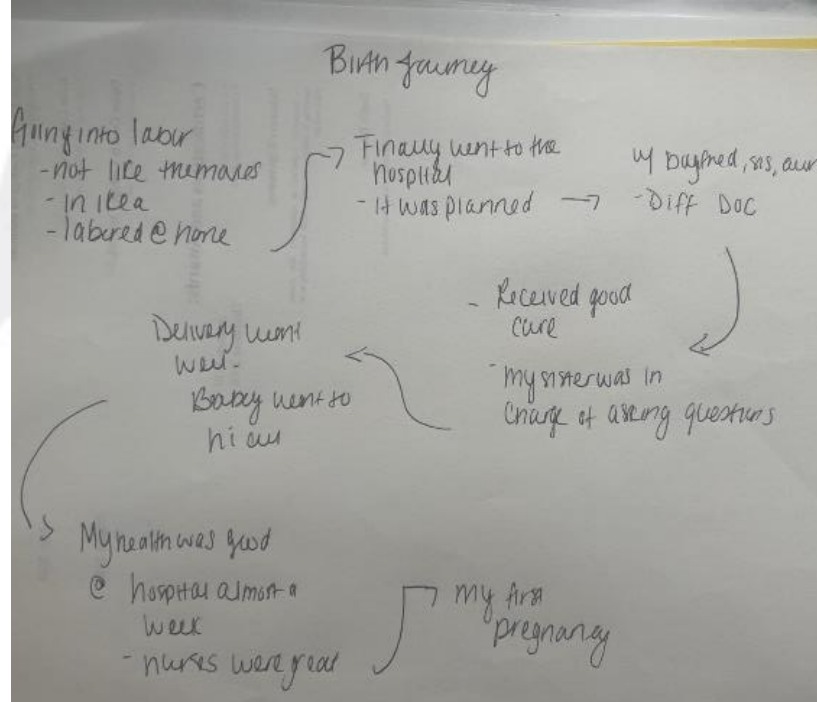 Birth Journey
Going into labor
- not like the movies
- in ikea
- labored @ home
Finally went to the
hospital
- It was planned
w/ boyfriend, sis, aunt
- Diff Doc
- Received good
care
- My sister was in
charge of asking questions
Delivery went
well -
Baby went to
nicu
My health was good
@ hospital almost a
week
- nurses were great
My first
pregnancy